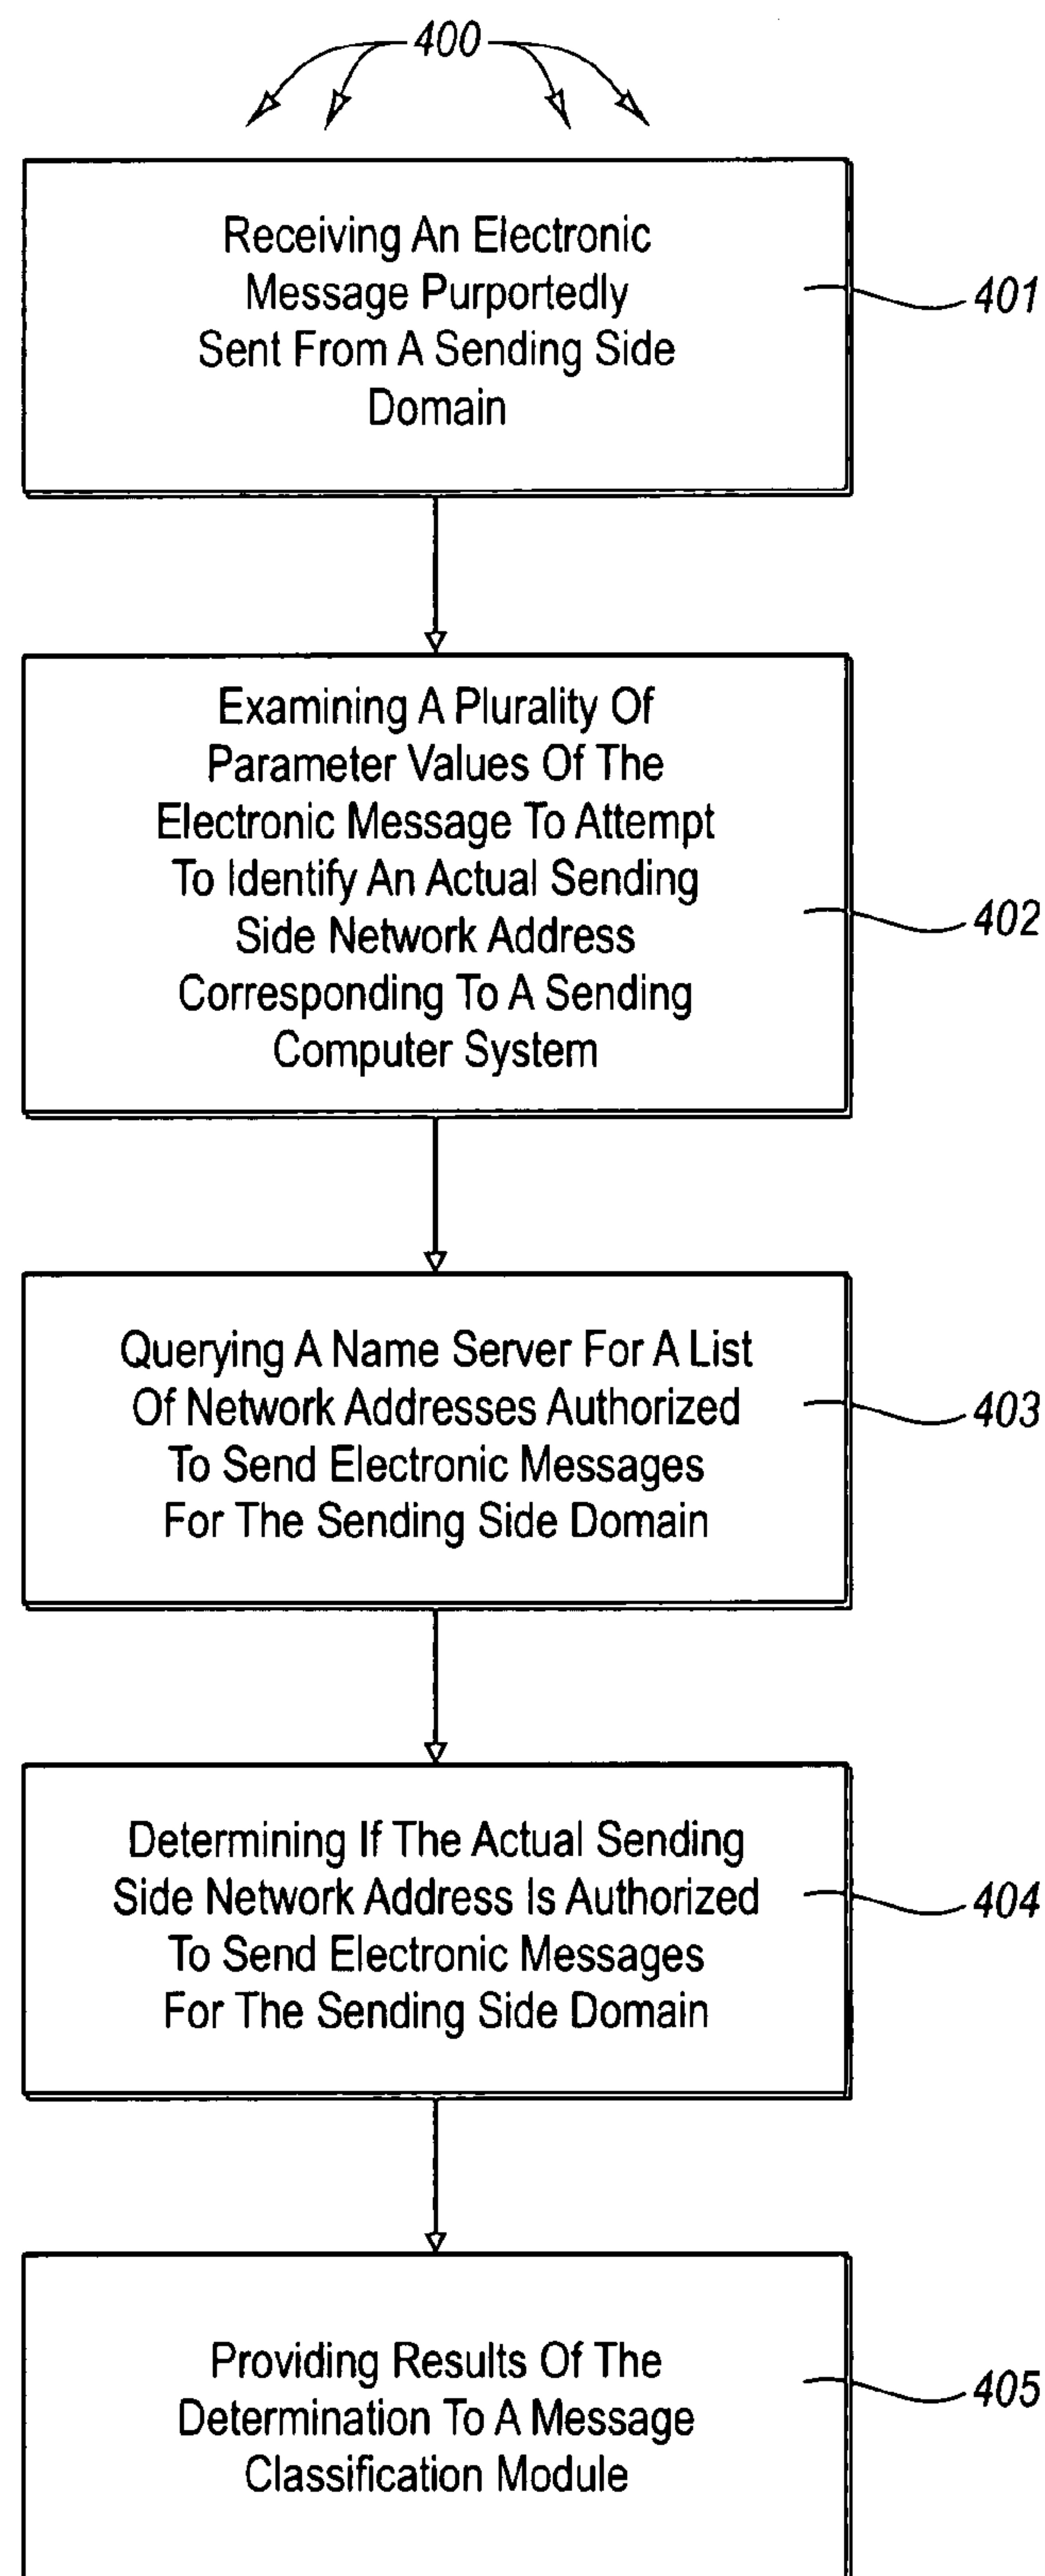 400
Receiving An Electronic
Message Purportedly
Sent From A Sending Side
Domain
401
Examining A Plurality Of
Parameter Values Of The
Electronic Message To Attempt
To Identify An Actual Sending
Side Network Address
Corresponding To A Sending
Computer System
402
Querying A Name Server For A List
Of Network Addresses Authorized
To Send Electronic Messages
For The Sending Side Domain
403
Determining If The Actual Sending
Side Network Address Is Authorized
To Send Electronic Messages
For The Sending Side Domain
404
Providing Results Of The
Determination To A Message
Classification Module
405